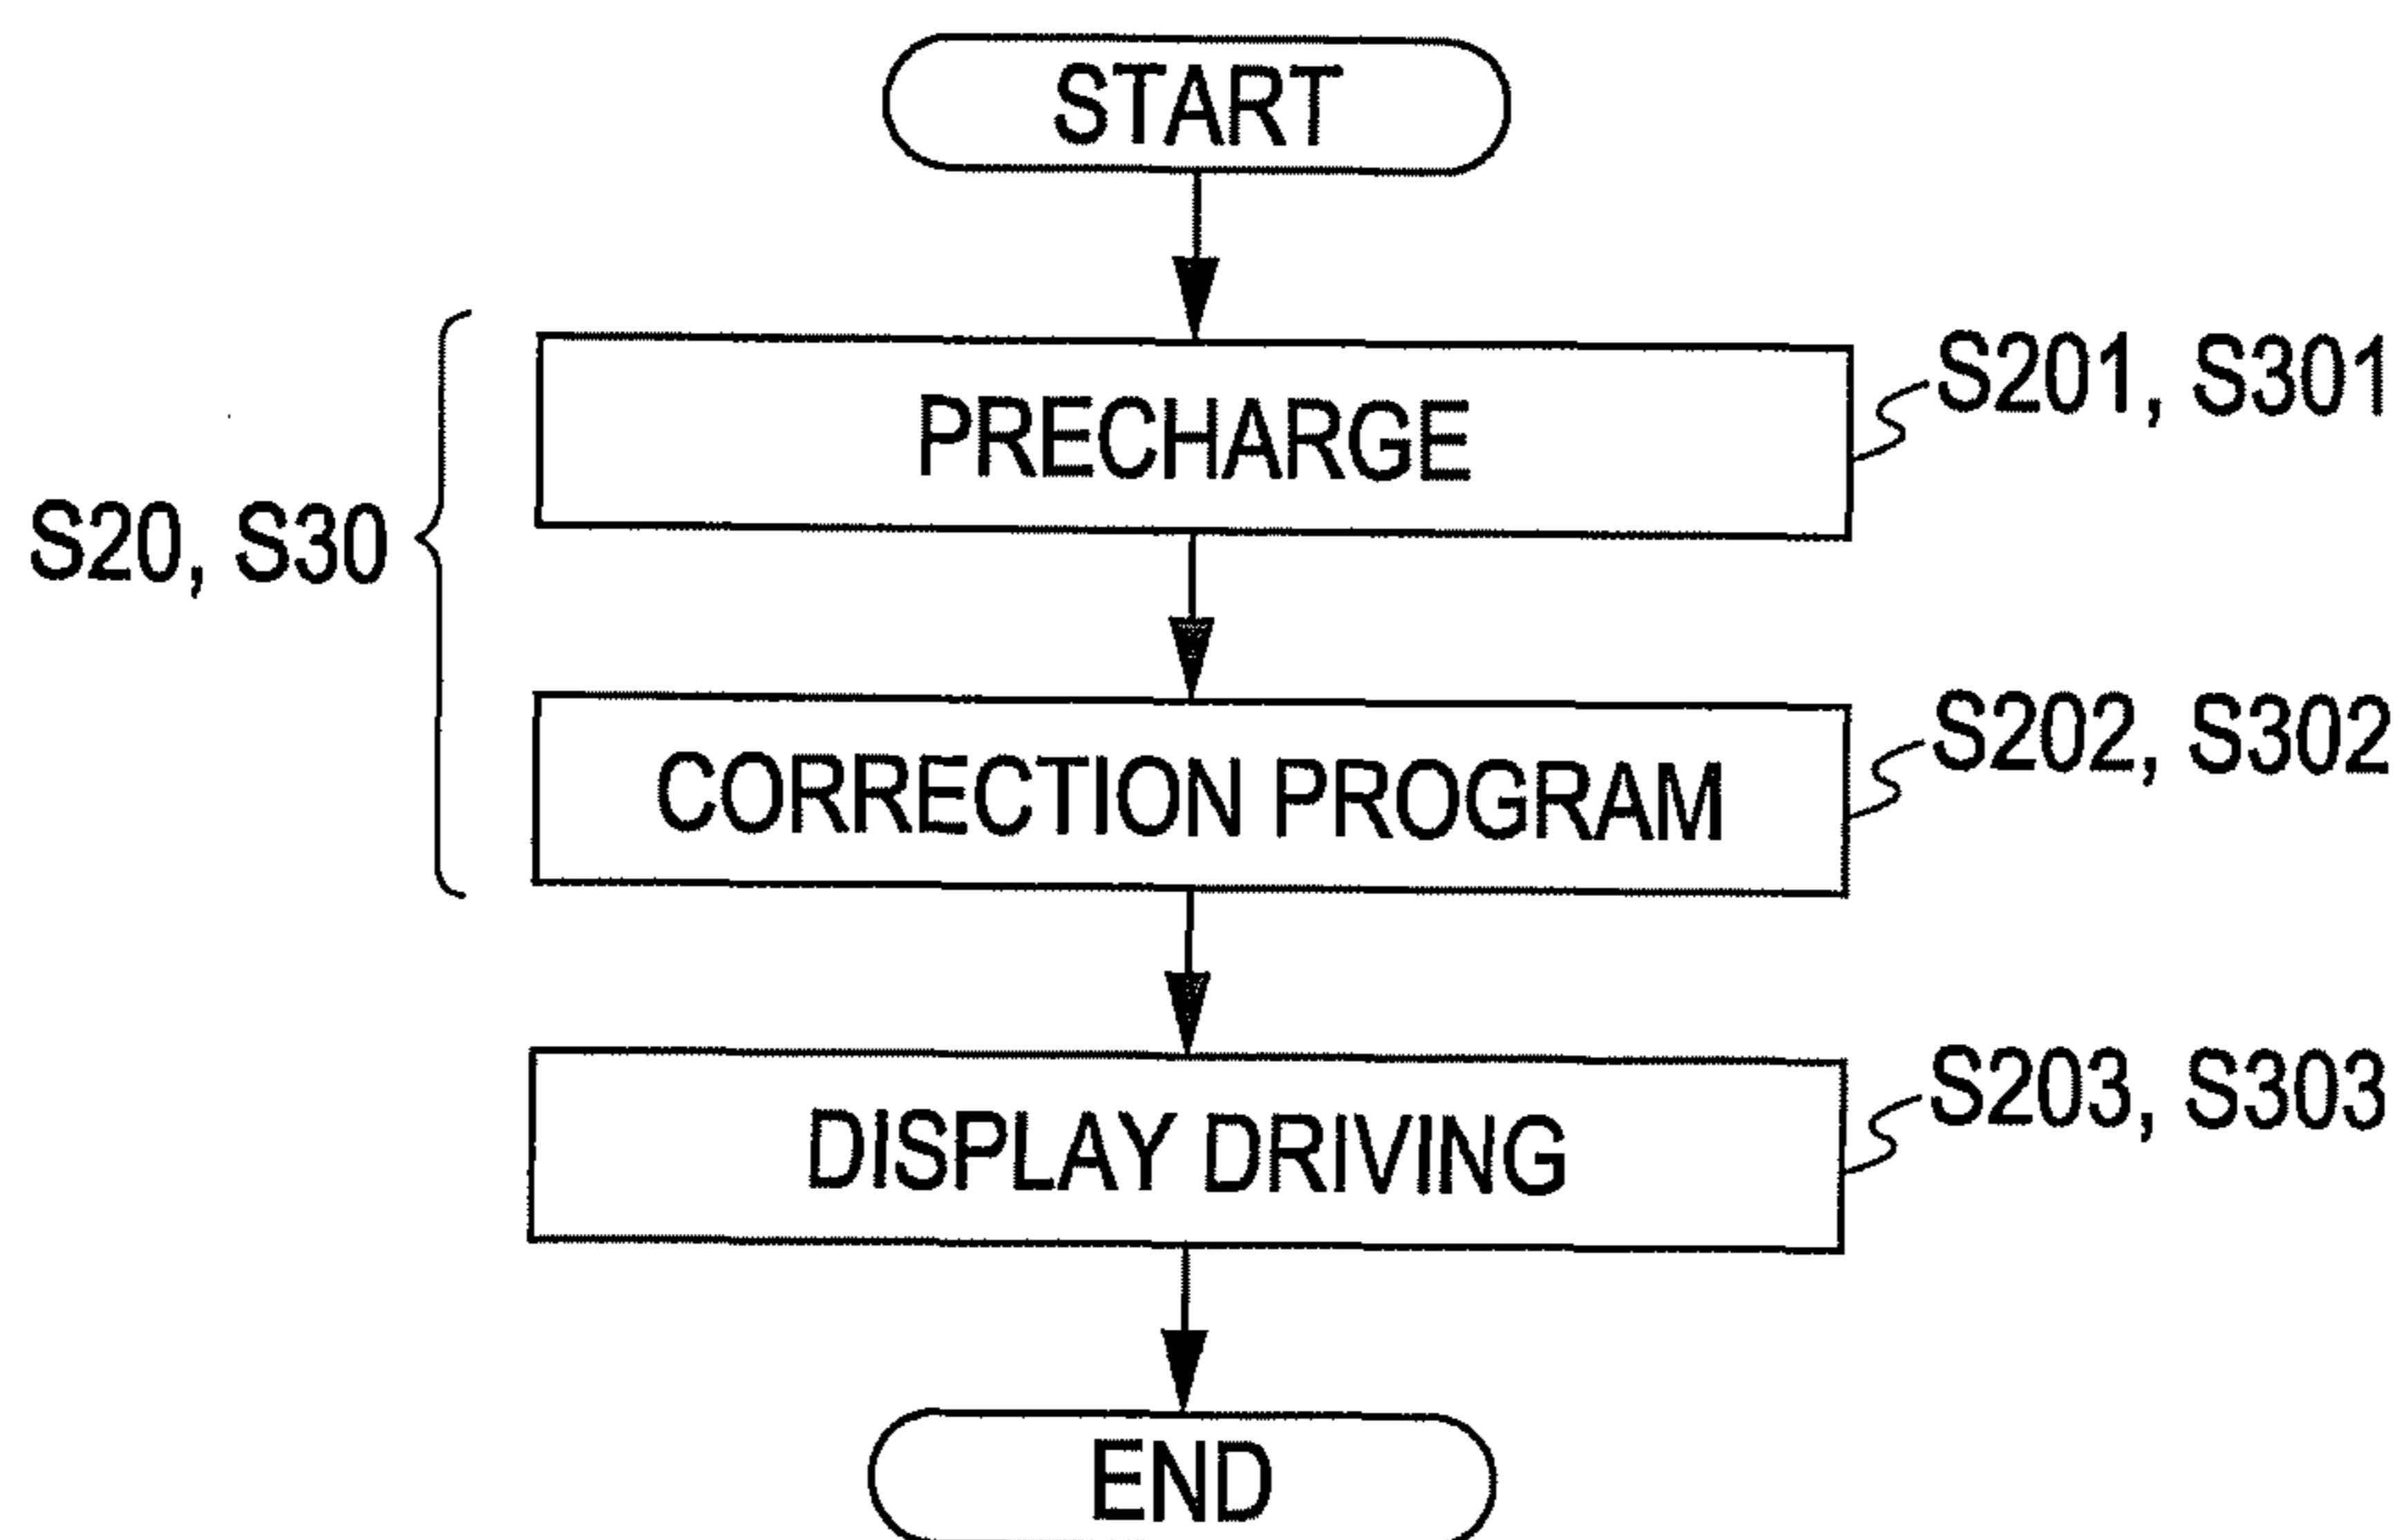 START
PRECHARGE
S201, S301
S20, S30
CORRECTION PROGRAM
S202, S302
DISPLAY DRIVING
S203, S303
END